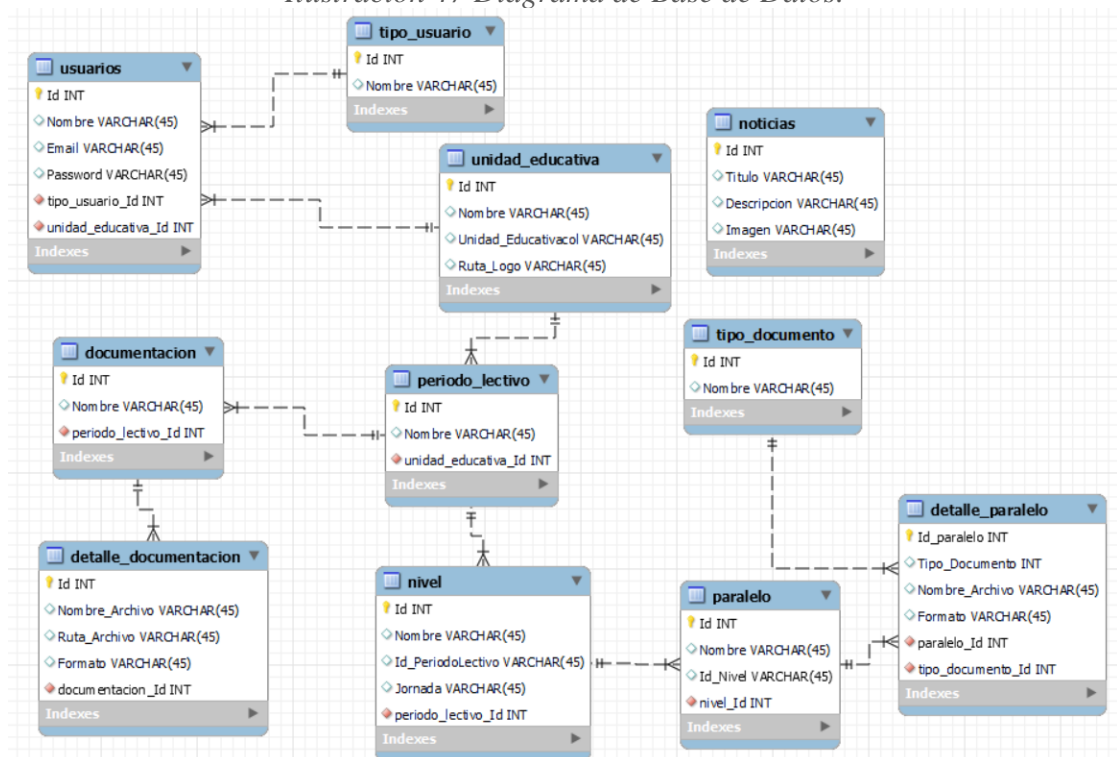 Ilustración 47 Diagrama de Base de Datos.
tipo_usuario
Id INT
Nombre VARCHAR(45)
Indexes
usuarios
Id INT
Nombre VARCHAR(45)
Email VARCHAR(45)
Password VARCHAR(45)
tipo_usuario_Id INT
unidad_educativa_Id INT
Indexes
noticias
Id INT
Titulo VARCHAR(45)
Descripcion VARCHAR(45)
Imagen VARCHAR(45)
Indexes
unidad_educativa
Id INT
Nombre VARCHAR(45)
Unidad_Educativacol VARCHAR(45)
Ruta_Logo VARCHAR(45)
Indexes
documentacion
Id INT
Nombre VARCHAR(45)
periodo_lectivo_Id INT
Indexes
periodo_lectivo
Id INT
Nombre VARCHAR(45)
unidad_educativa_Id INT
Indexes
tipo_documento
Id INT
Nombre VARCHAR(45)
Indexes
detalle_documentacion
Id INT
Nombre_Archivo VARCHAR(45)
Ruta_Archivo VARCHAR(45)
Formato VARCHAR(45)
documentacion_Id INT
Indexes
nivel
Id INT
Nombre VARCHAR(45)
Id_PeriodoLectivo VARCHAR(45)
Jornada VARCHAR(45)
periodo_lectivo_Id INT
Indexes
paralelo
Id INT
Nombre VARCHAR(45)
Id_Nivel VARCHAR(45)
nivel_Id INT
Indexes
detalle_paralelo
Id_paralelo INT
Tipo_Documento INT
Nombre_Archivo VARCHAR(45)
Formato VARCHAR(45)
paralelo_Id INT
tipo_documento_Id INT
Indexes